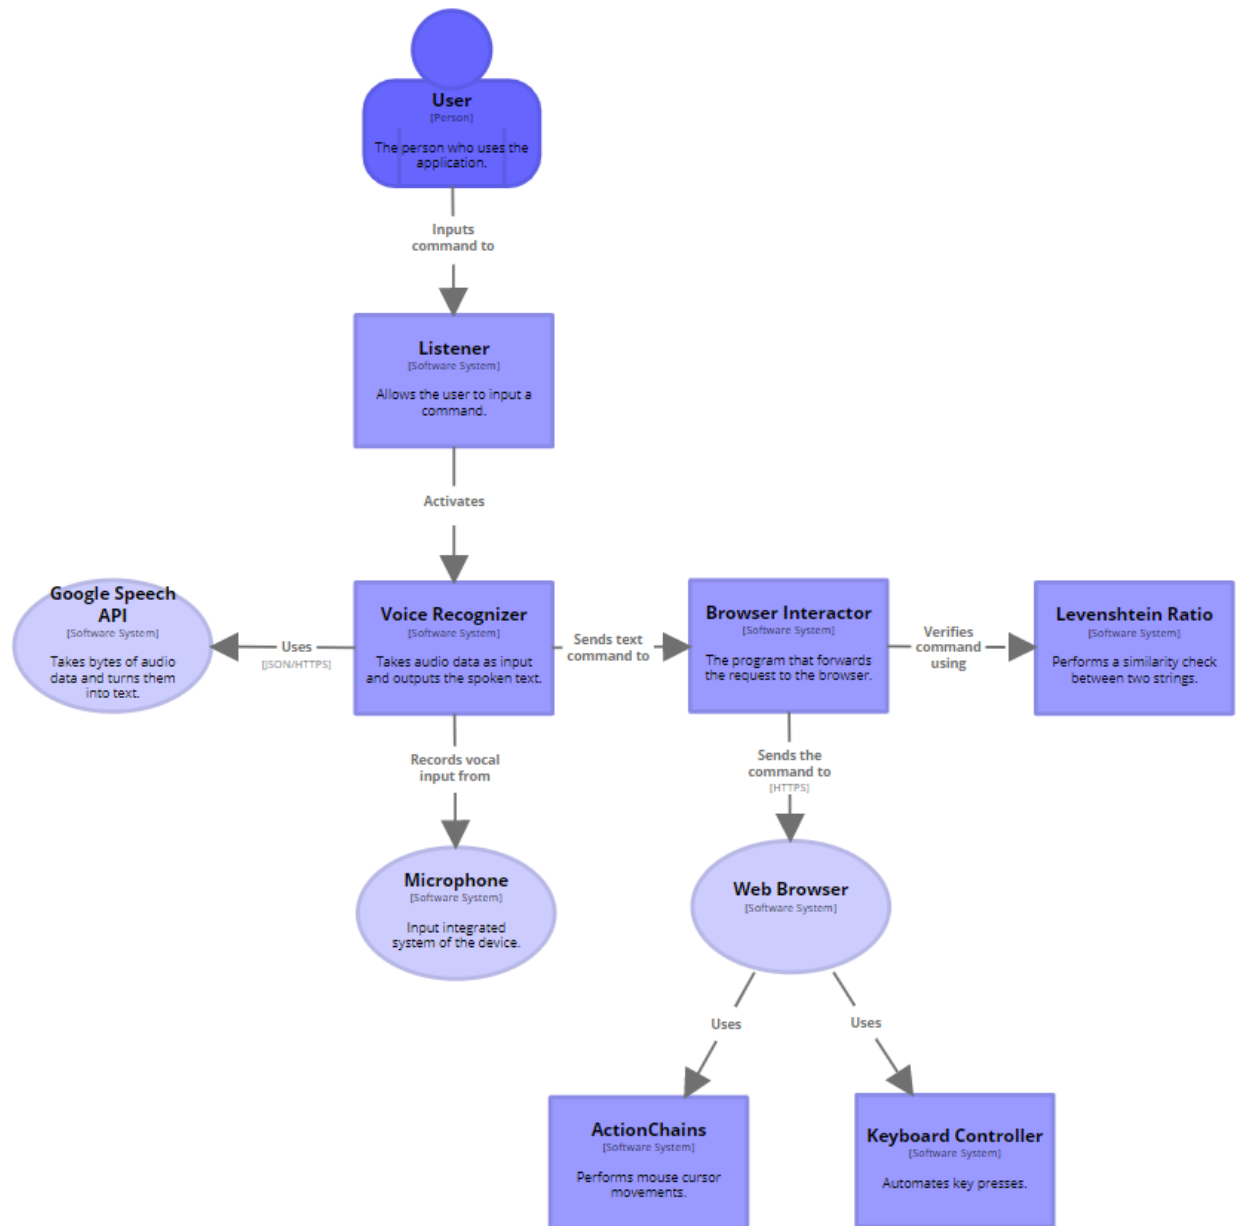 User
[Person]
The person who uses the
application.
Inputs
command to
Listener
[Software System]
Allows the user to input a
command.
Activates
Google Speech
API
[Software System]
Takes bytes of audio
data and turns them
into text.
Uses
[JSON/HTTPS]
Voice Recognizer
[Software System]
Takes audio data as input
and outputs the spoken text.
Sends text
command to
Browser Interactor
[Software System]
The program that forwards
the request to the browser.
Verifies
command
using
Levenshtein Ratio
[Software System]
Performs a similarity check
between two strings.
Records vocal
input from
Sends the
command to
[HTTPS]
Microphone
[Software System]
Input integrated
system of the device.
Web Browser
[Software System]
Uses
Uses
ActionChains
[Software System]
Performs mouse cursor
movements.
Keyboard Controller
[Software System]
Automates key presses.